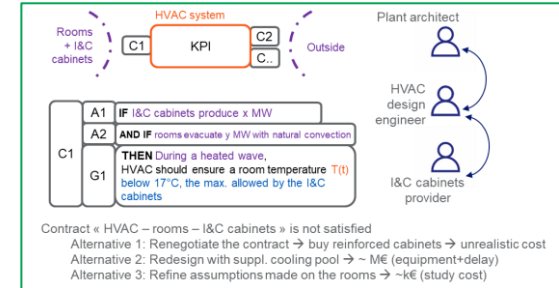 HVAC system
Plant architect
Rooms
+ I&C
cabinets
C1
KPI
C2
C..
Outside
HVAC
design
engineer
C1
A1
IF I&C cabinets produce x MW
A2
AND IF rooms evacuate y MW with natural convection
G1
THEN During a heated wave,
HVAC should ensure a room temperature T(t)
below 17°C, the max. allowed by the I&C
cabinets
I&C cabinets
provider
Contract « HVAC – rooms – I&C cabinets » is not satisfied
Alternative 1: Renegotiate the contract → buy reinforced cabinets → unrealistic cost
Alternative 2: Redesign with suppl. cooling pool → ~ M€ (equipment+delay)
Alternative 3: Refine assumptions made on the rooms → ~k€ (study cost)